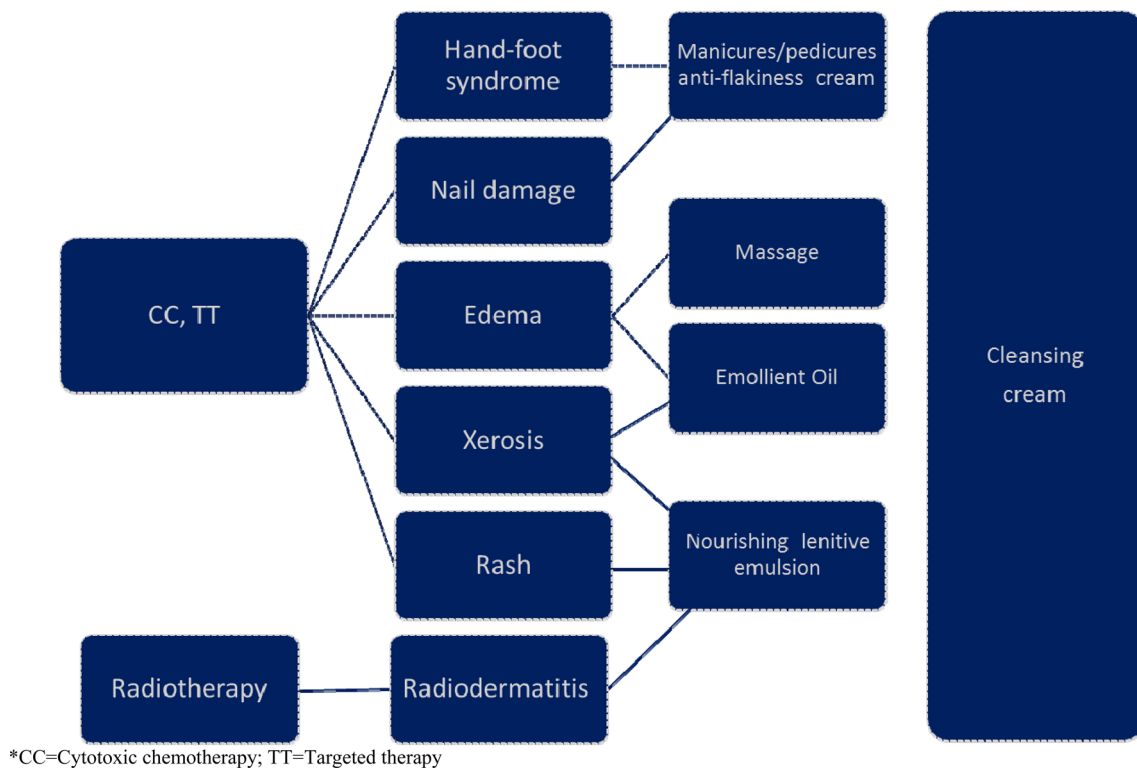 Hand-foot
syndrome
Manicures/pedicures
anti-flakiness cream
Nail damage
Massage
CC, TT
Edema
Cleansing
cream
Emollient Oil
Xerosis
Nourishing lenitive
emulsion
Rash
Radiotherapy
Radiodermatitis
*CC=Cytotoxic chemotherapy; TT=Targeted therapy